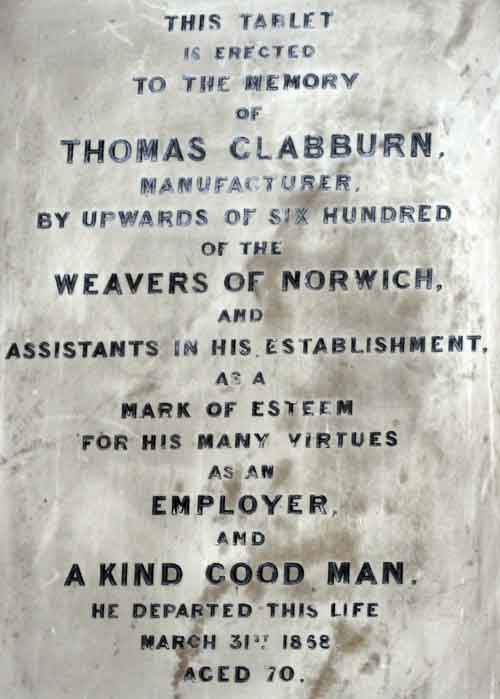 THIS TABLET
IS ERECTED
TO THE MEMORY
OF
THOMAS CLABBURN,
MANUFACTURER,
BY UPWARDS OF SIX HUNDRED
OF THE
WEAVERS OF NORWICH,
AND
ASSISTANTS IN HIS ESTABLISHMENT,
AS A
MARK OF ESTEEM
FOR HIS MANY VIRTUES
AS AN
EMPLOYER,
AND
A KIND GOOD MAN.
HE DEPARTED THIS LIFE
MARCH 31ST 1858
AGED 70.